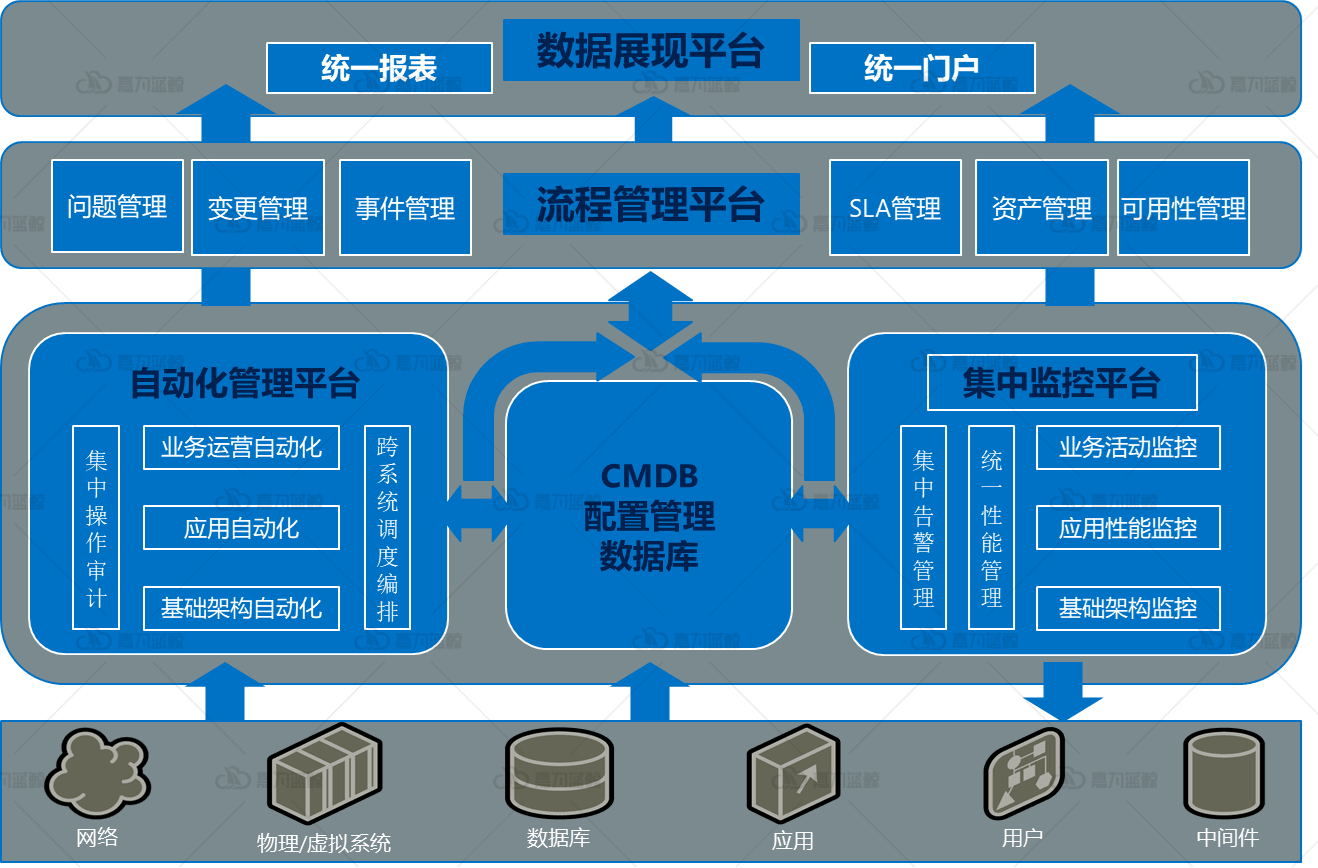 数据展现平台
统一报表
统一门户
问题管理
变更管理
事件管理
流程管理平台
SLA管理
资产管理
可用性管理
自动化管理平台
集中操作审计
业务运营自动化
应用自动化
基础架构自动化
跨系统调度编排
CMDB
配置管理
数据库
集中监控平台
集中告警管理
统一性能管理
业务活动监控
应用性能监控
基础架构监控
网络
物理/虚拟系统
数据库
应用
用户
中间件
嘉为蓝鲸